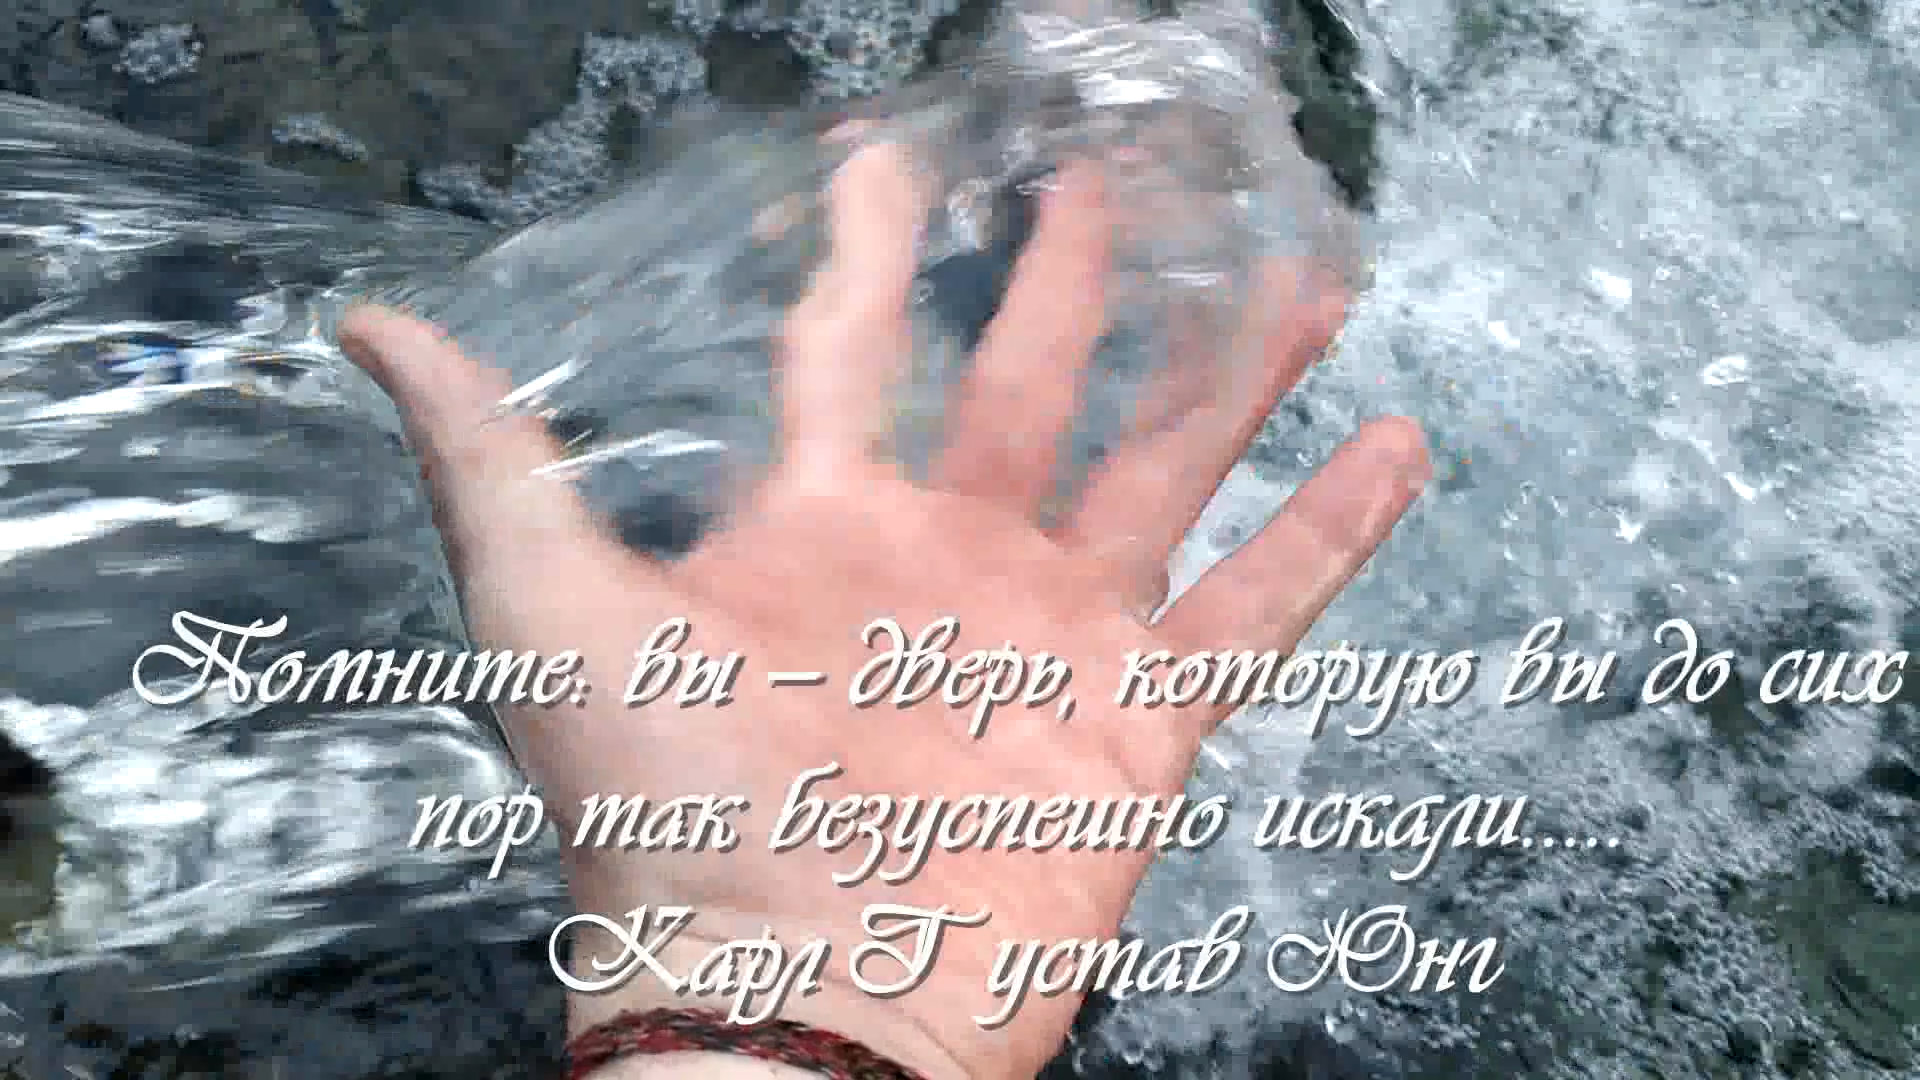 Помните: вы – дверь, которую вы до сих
пор так безуспешно искали.....
Карл Густав Юнг